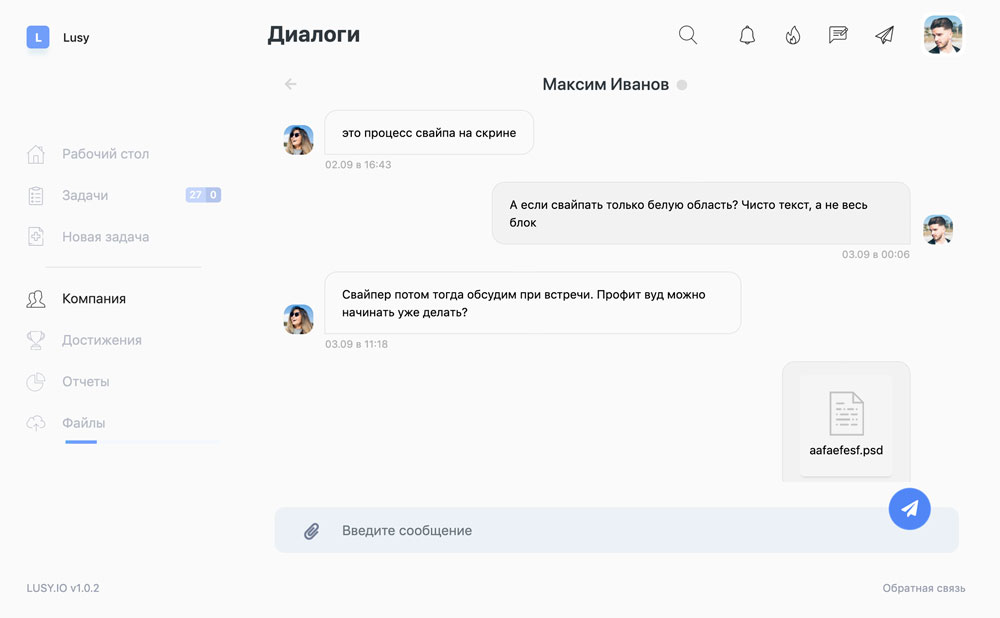 L Lusy
Диалоги
Рабочий стол
Задачи 27 0
Новая задача
Компания
Достижения
Отчеты
Файлы
Максим Иванов
это процесс свайпа на скрине
02.09 в 16:43
А если свайпать только белую область? Чисто текст, а не весь
блок
03.09 в 00:06
Свайпер потом тогда обсудим при встречи. Профит вуд можно
начинать уже делать?
03.09 в 11:18
aafaefesf.psd
Введите сообщение
LUSY.IO v1.0.2
Обратная связь